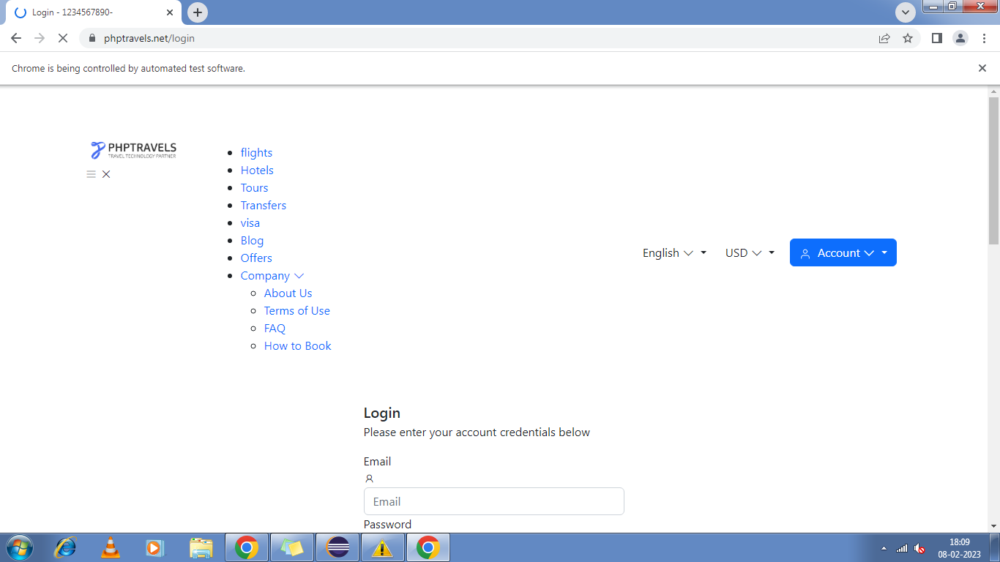 Login - 1234567890-
phptravels.net/login
Chrome is being controlled by automated test software.
PHPTRAVELS
TRAVEL TECHNOLOGY PARTNER
flights
Hotels
Tours
Transfers
visa
Blog
Offers
Company
About Us
Terms of Use
FAQ
How to Book
English
USD
Account
Login
Please enter your account credentials below
Email
Email
Password
18:09
08-02-2023